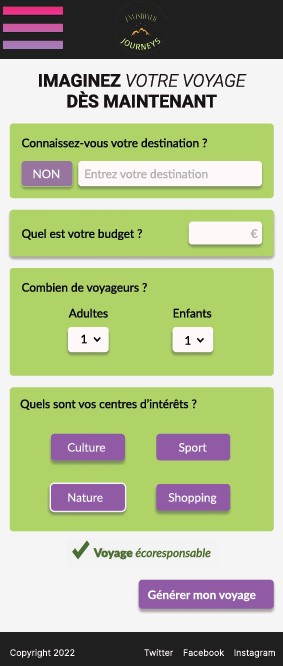 JOURNEYS
IMAGINEZ VOTRE VOYAGE
DÈS MAINTENANT
Connaissez-vous votre destination ?
NON Entrez votre destination
Quel est votre budget ? €
Combien de voyageurs ?
Adultes Enfants
1 1
Quels sont vos centres d'intérêts ?
Culture Sport
Nature Shopping
Voyage écoresponsable
Générer mon voyage
Copyright 2022 Twitter Facebook Instagram